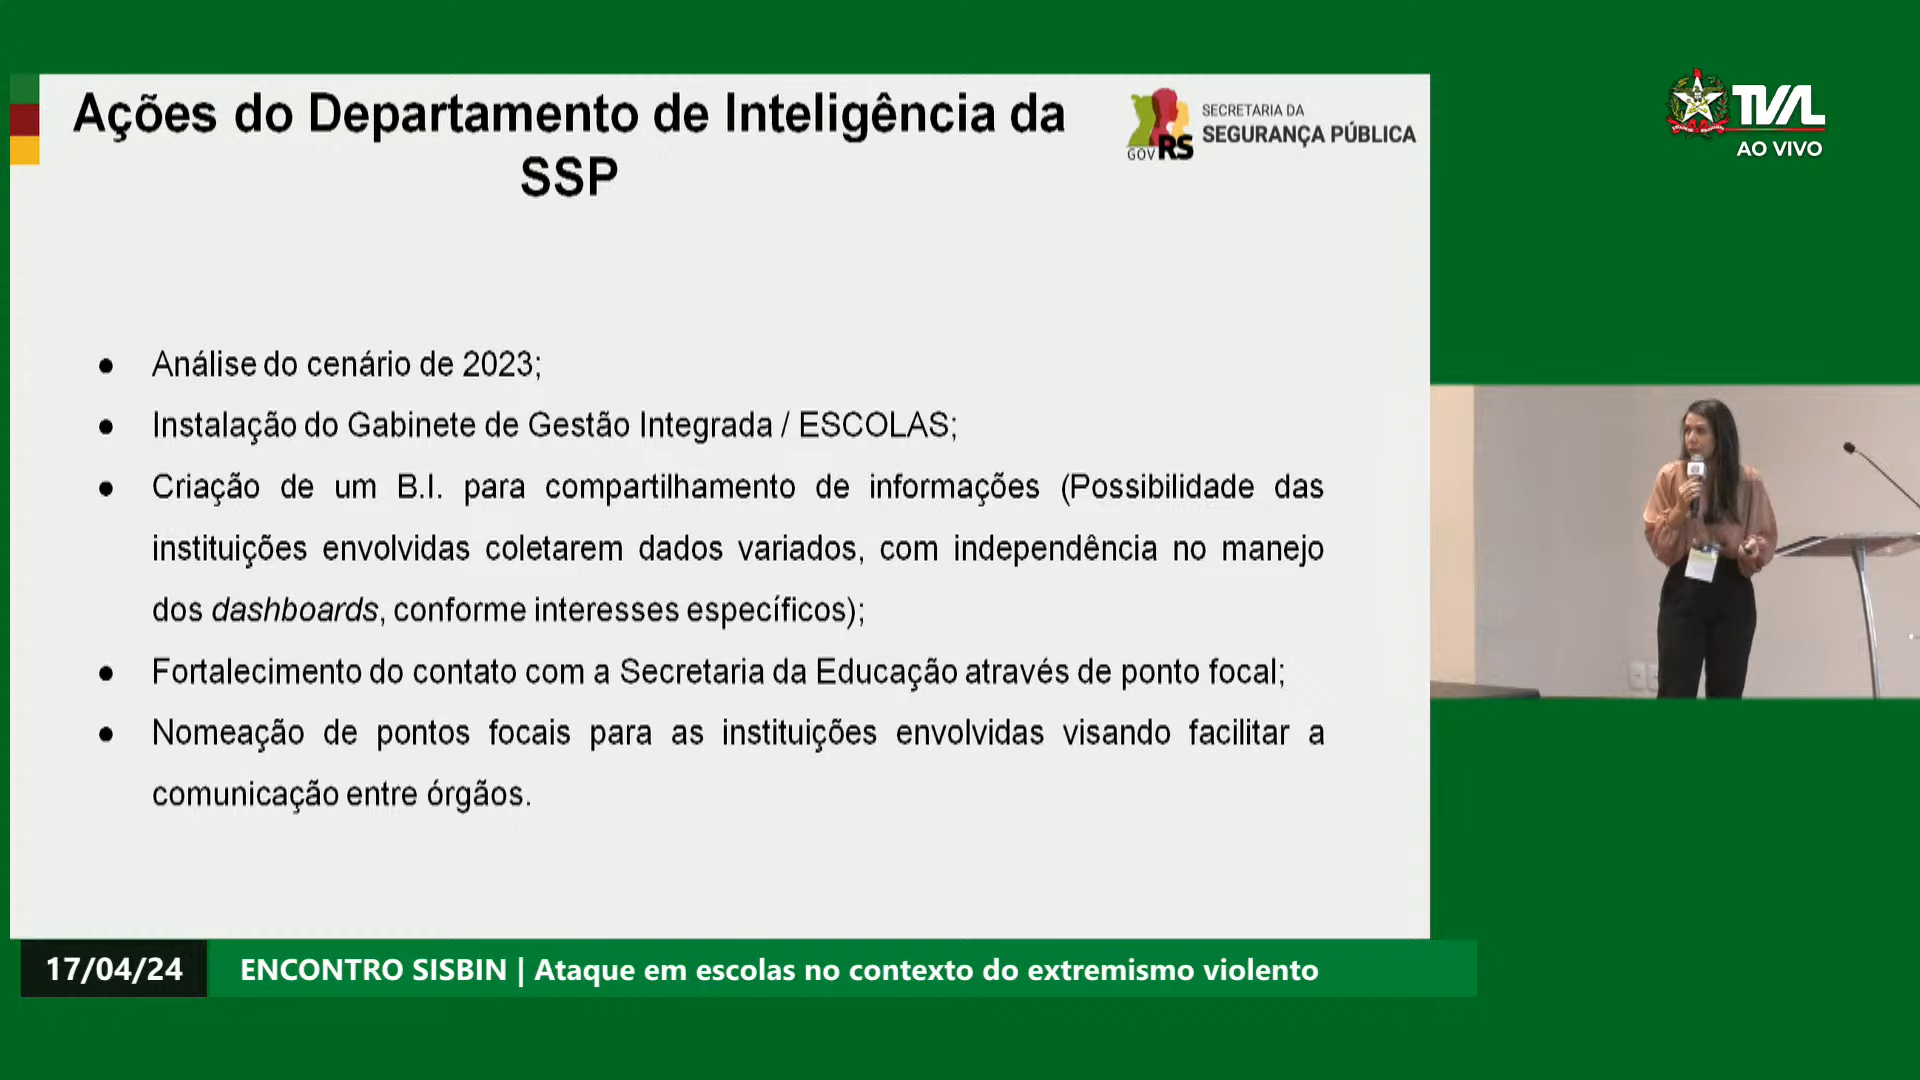 Ações do Departamento de Inteligência da
SSP
GOV RS
SECRETARIA DA
SEGURANÇA PÚBLICA
TVAL
AO VIVO
● Análise do cenário de 2023;
● Instalação do Gabinete de Gestão Integrada / ESCOLAS;
● Criação de um B.I. para compartilhamento de informações (Possibilidade das
instituições envolvidas coletarem dados variados, com independência no manejo
dos dashboards, conforme interesses específicos);
● Fortalecimento do contato com a Secretaria da Educação através de ponto focal;
● Nomeação de pontos focais para as instituições envolvidas visando facilitar a
comunicação entre órgãos.
17/04/24
ENCONTRO SISBIN | Ataque em escolas no contexto do extremismo violento